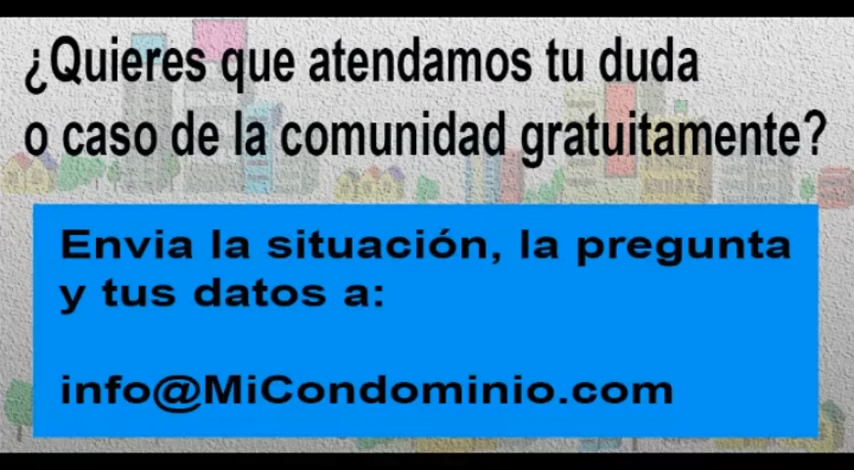 ¿Quieres que atendamos tu duda
o caso de la comunidad gratuitamente?
Envia la situación, la pregunta
y tus datos a:
info@MiCondominio.com